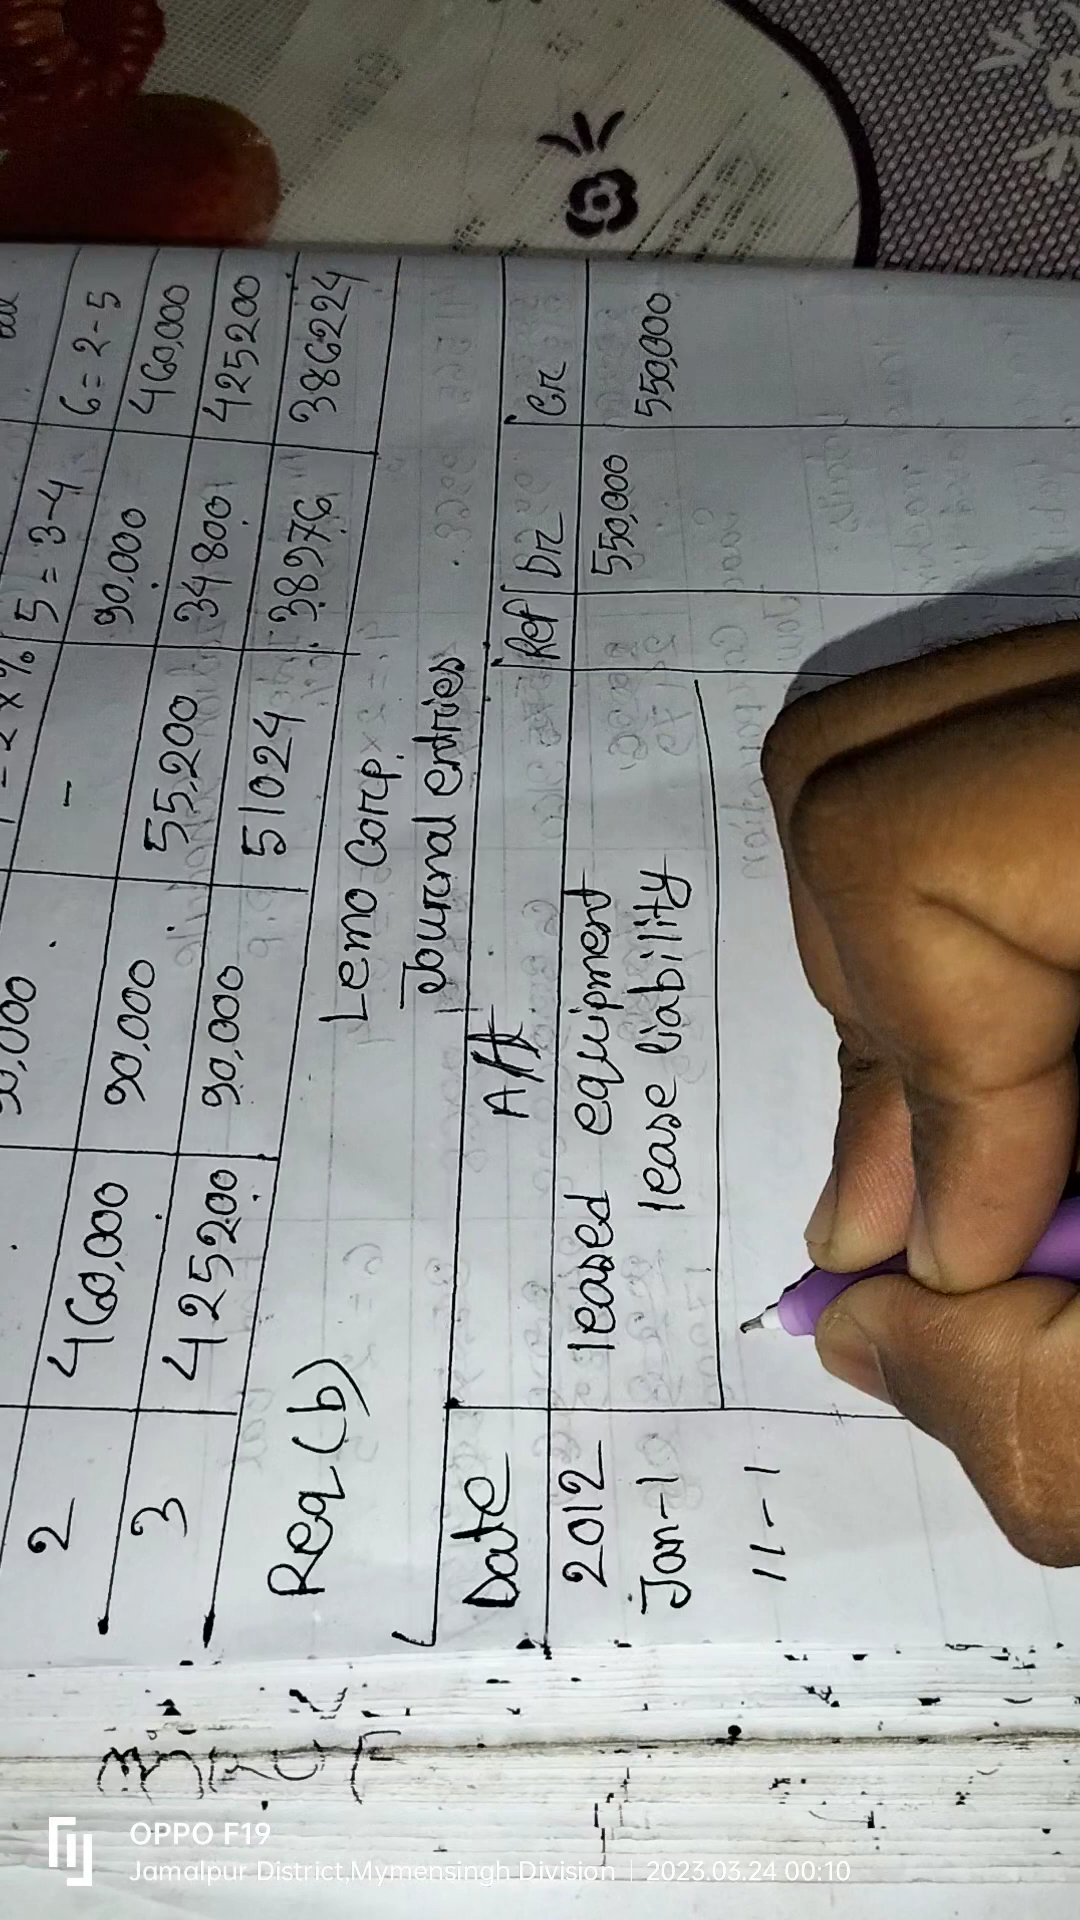 6 = 2-5
5 = 3-4
2 460,000 90,000 - 90,000 460,000
3 425200 90,000 55,200 34800 425200
51024 38976 386224
Req (b)
Lemo Corp.
Journal entries
Date A/H Ref Dr Cr
2012 leased equipment 550,000
Jan-1 lease liability 550,000
11-1
OPPO F19
Jamalpur District,Mymensingh Division | 2023.03.24 00:10